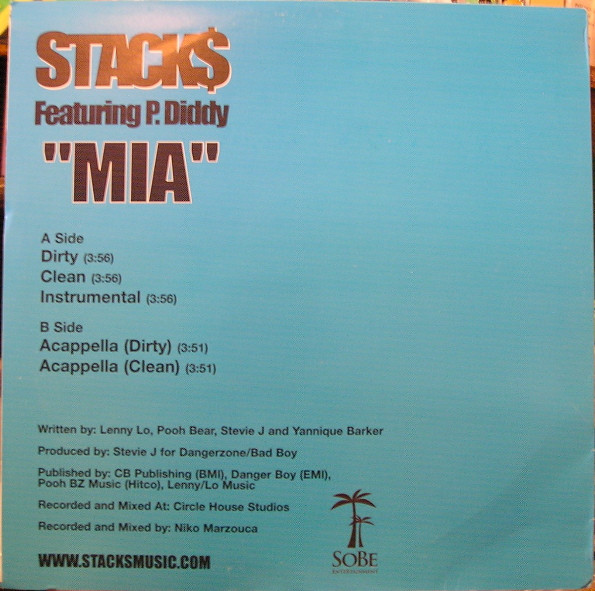 STACK$
Featuring P. Diddy
"MIA"
A Side
Dirty (3:56)
Clean (3:56)
Instrumental (3:56)
B Side
Acappella (Dirty) (3:51)
Acappella (Clean) (3:51)
Written by: Lenny Lo, Pooh Bear, Stevie J and Yannique Barker
Produced by: Stevie J for Dangerzone/Bad Boy
Published by: CB Publishing (BMI), Danger Boy (EMI),
Pooh BZ Music (Hitco), Lenny/Lo Music
Recorded and Mixed At: Circle House Studios
Recorded and Mixed by: Niko Marzouca
WWW.STACKSMUSIC.COM
SOBE
ENTERTAINMENT